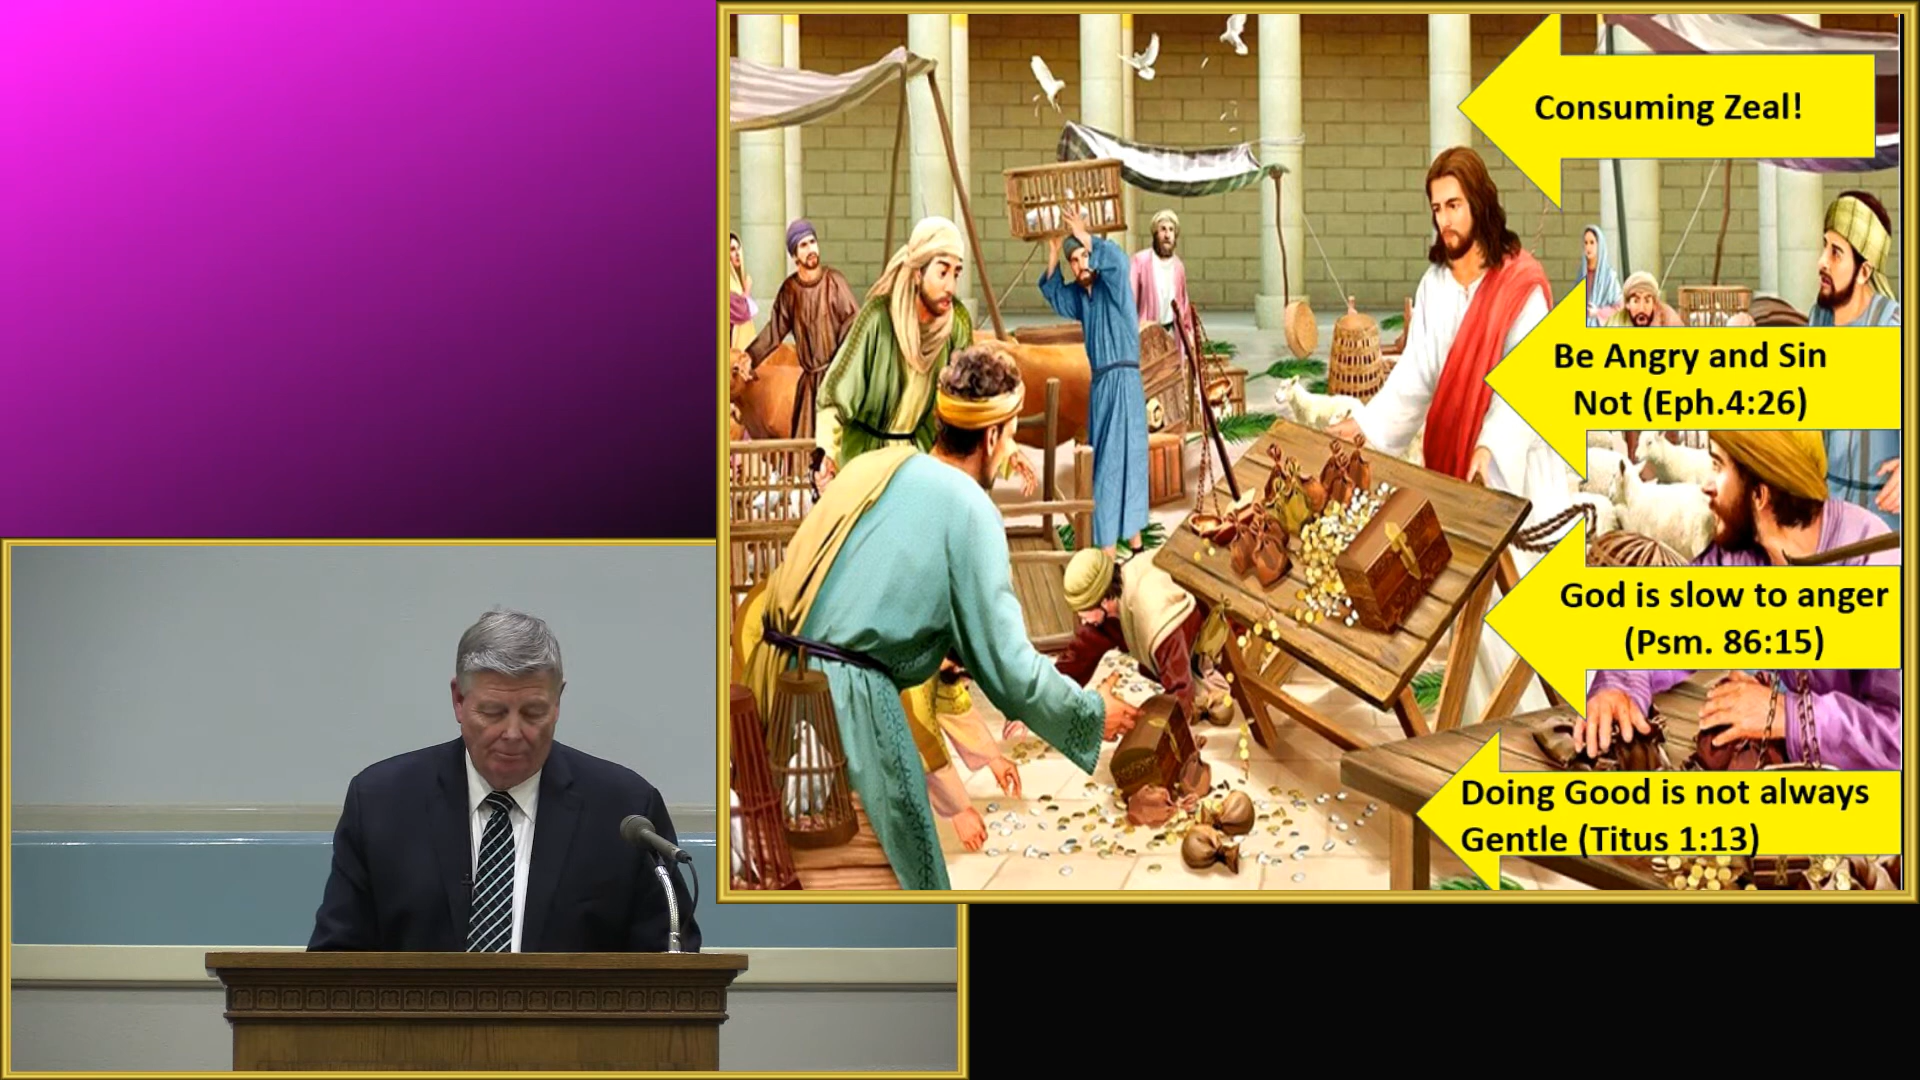 Consuming Zeal!
Be Angry and Sin
Not (Eph.4:26)
God is slow to anger
(Psm. 86:15)
Doing Good is not always
Gentle (Titus 1:13)